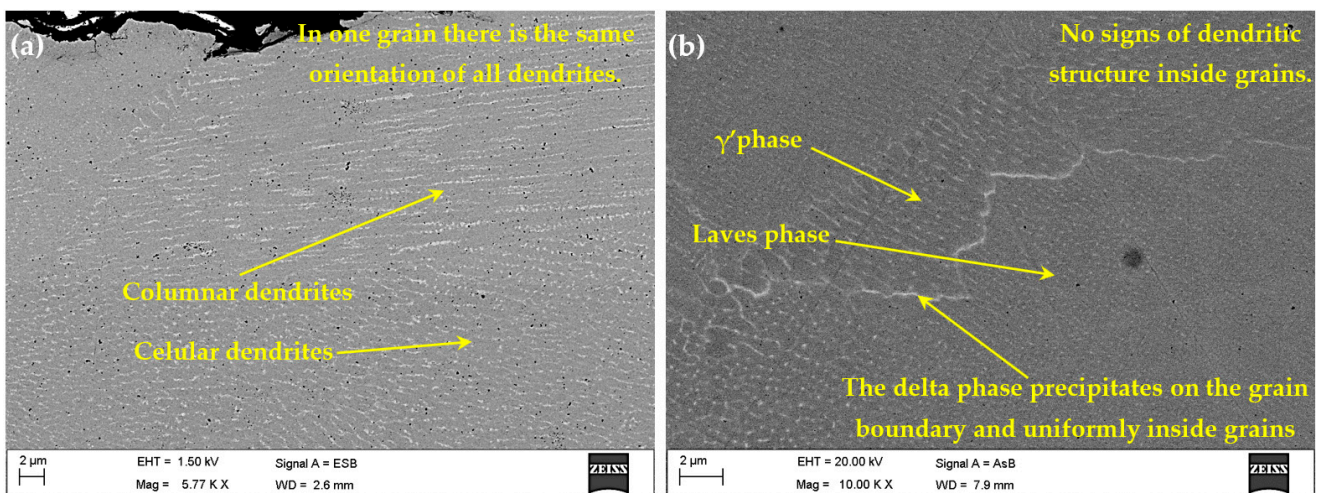 (a)
In one grain there is the same
orientation of all dendrites.
Columnar dendrites
Celular dendrites
2 µm
EHT = 1.50 kV
Signal A = ESB
Mag = 5.77 K X
WD = 2.6 mm
ZEISS
(b)
No signs of dendritic
structure inside grains.
γ'phase
Laves phase
The delta phase precipitates on the grain
boundary and uniformly inside grains
2 µm
EHT = 20.00 kV
Signal A = AsB
Mag = 10.00 K X
WD = 7.9 mm
ZEISS